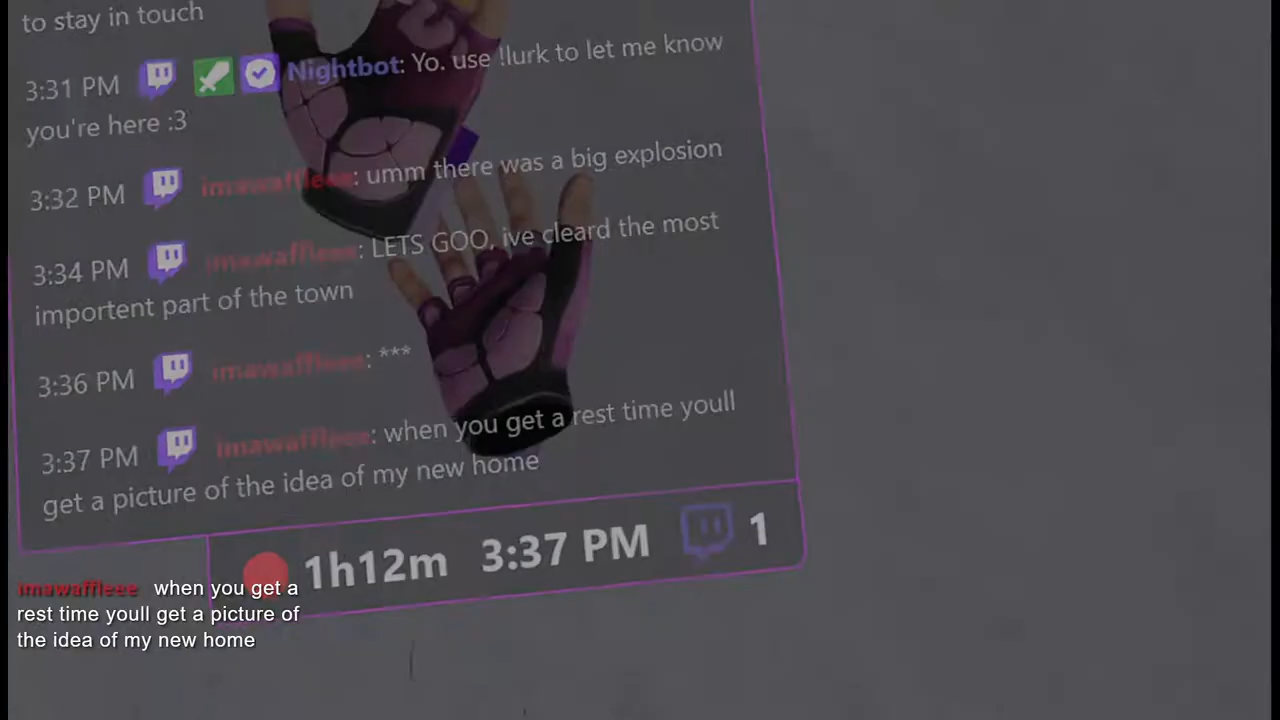 to stay in touch
3:31 PM Nightbot: Yo. use !lurk to let me know
you're here :3
3:32 PM imawaffleee: umm there was a big explosion
3:34 PM imawaffleee: LETS GOO, ive cleard the most
importent part of the town
3:36 PM imawaffleee: ***
3:37 PM imawaffleee: when you get a rest time youll
get a picture of the idea of my new home
1h12m 3:37 PM 1
imawaffleee when you get a
rest time youll get a picture of
the idea of my new home